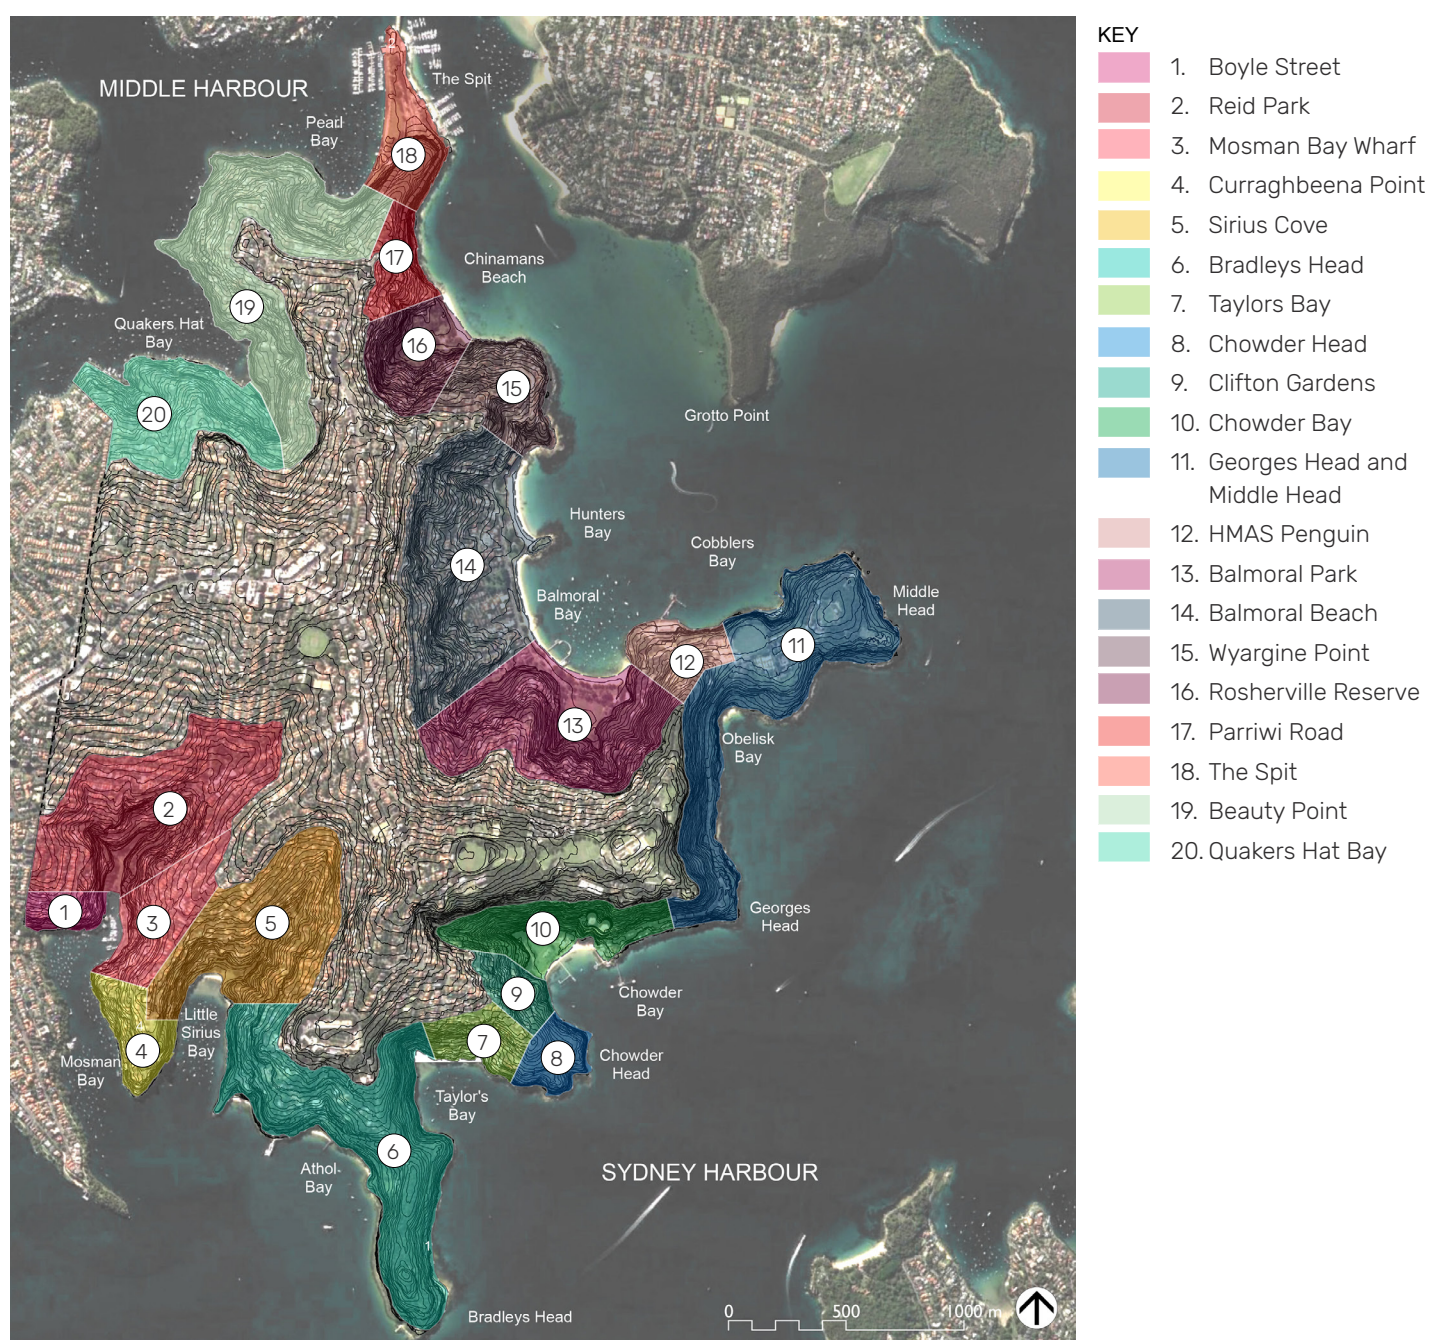 MIDDLE HARBOUR
The Spit
Pearl
Bay
18
17
Chinamans
Beach
19
Quakers Hat
Bay
16
15
20
Grotto Point
Hunters
Bay
Cobblers
Bay
14
Balmoral
Bay
Middle
Head
11
12
13
Obelisk
Bay
2
1
3
5
10
Georges
Head
9
Chowder
Bay
Little
Sirius
Bay
7
8
4
Mosman
Bay
Chowder
Head
Taylor's
Bay
6
Athol
Bay
SYDNEY HARBOUR
1
Bradleys Head
0 500 1000 m
KEY
1. Boyle Street
2. Reid Park
3. Mosman Bay Wharf
4. Curraghbeena Point
5. Sirius Cove
6. Bradleys Head
7. Taylors Bay
8. Chowder Head
9. Clifton Gardens
10. Chowder Bay
11. Georges Head and
Middle Head
12. HMAS Penguin
13. Balmoral Park
14. Balmoral Beach
15. Wyargine Point
16. Rosherville Reserve
17. Parriwi Road
18. The Spit
19. Beauty Point
20. Quakers Hat Bay